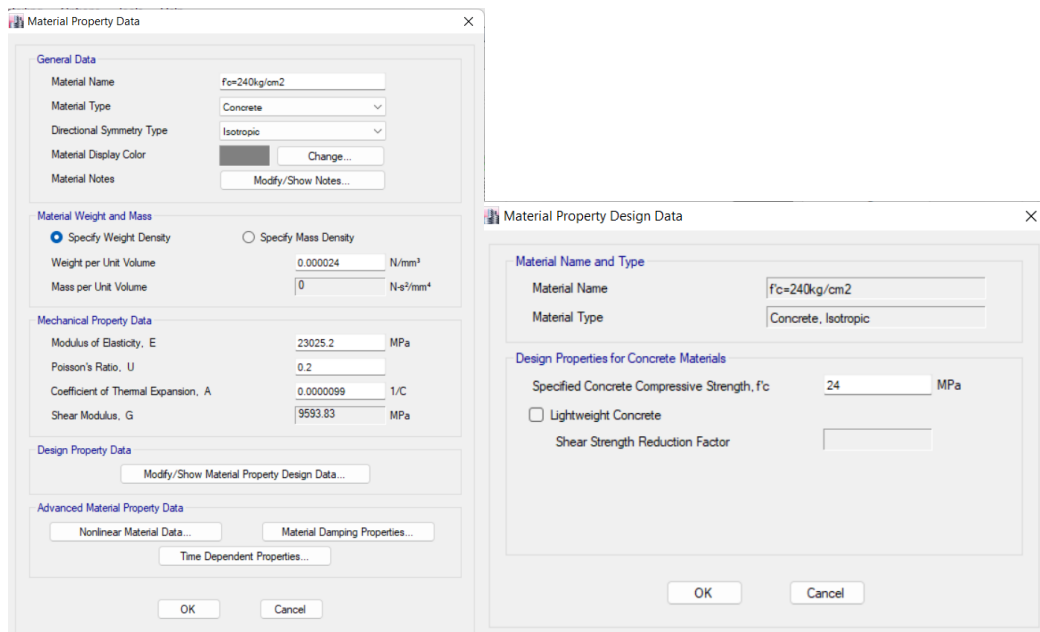 Material Property Data
General Data
Material Name f'c=240kg/cm2
Material Type Concrete
Directional Symmetry Type Isotropic
Material Display Color Change...
Material Notes Modify/Show Notes...
Material Weight and Mass
Specify Weight Density Specify Mass Density
Weight per Unit Volume 0.000024 N/mm³
Mass per Unit Volume 0 N-s²/mm⁴
Mechanical Property Data
Modulus of Elasticity, E 23025.2 MPa
Poisson's Ratio, U 0.2
Coefficient of Thermal Expansion, A 0.0000099 1/C
Shear Modulus, G 9593.83 MPa
Design Property Data
Modify/Show Material Property Design Data...
Advanced Material Property Data
Nonlinear Material Data... Material Damping Properties...
Time Dependent Properties...
OK Cancel
Material Property Design Data
Material Name and Type
Material Name f'c=240kg/cm2
Material Type Concrete, Isotropic
Design Properties for Concrete Materials
Specified Concrete Compressive Strength, f'c 24 MPa
Lightweight Concrete
Shear Strength Reduction Factor
OK Cancel